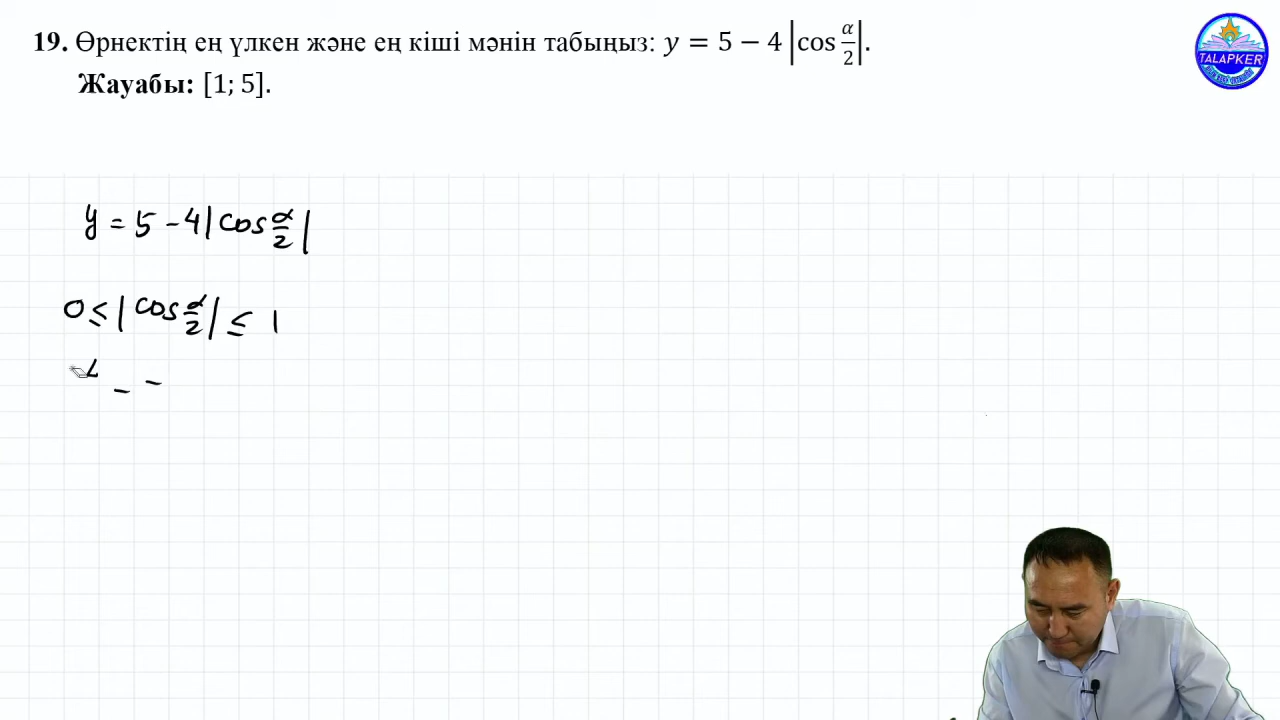 19. Өрнектің ең үлкен және ең кіші мәнін табыңыз: y = 5 − 4 |cos α/2|.
TALAPKER
Жауабы: [1; 5].
y = 5 - 4 |cos α/2|
0 ≤ |cos α/2| ≤ 1